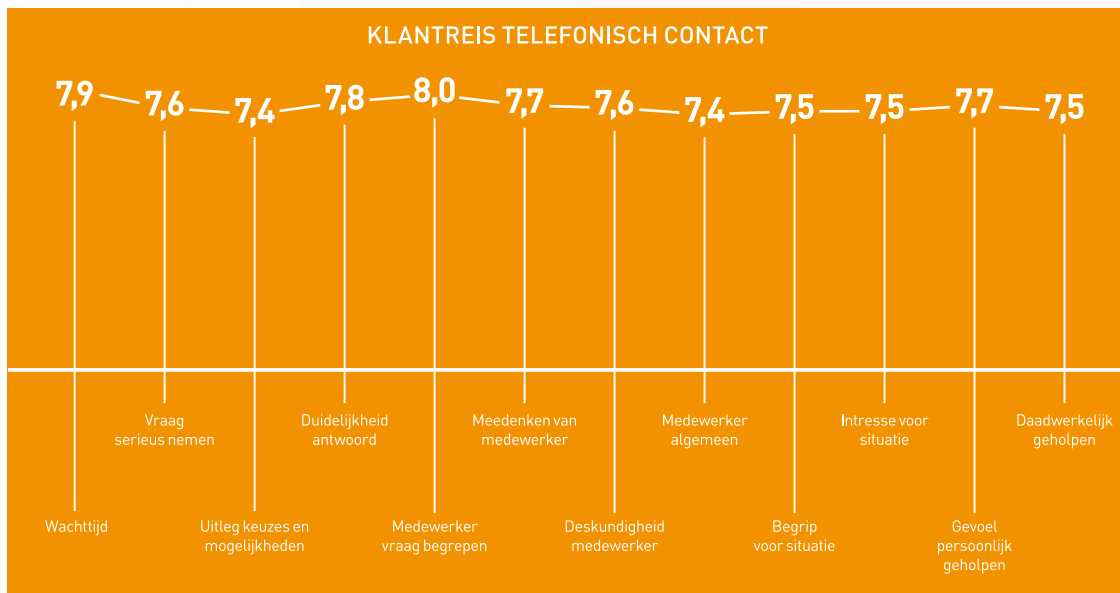 KLANTREIS TELEFONISCH CONTACT
7,9
7,6
7,4
7,8
8,0
7,7
7,6
7,4
7,5
7,5
7,7
7,5
Vraag
serieus nemen
Duidelijkheid
antwoord
Meedenken van
medewerker
Medewerker
algemeen
Intresse voor
situatie
Daadwerkelijk
geholpen
Wachttijd
Uitleg keuzes en
mogelijkheden
Medewerker
vraag begrepen
Deskundigheid
medewerker
Begrip
voor situatie
Gevoel
persoonlijk
geholpen